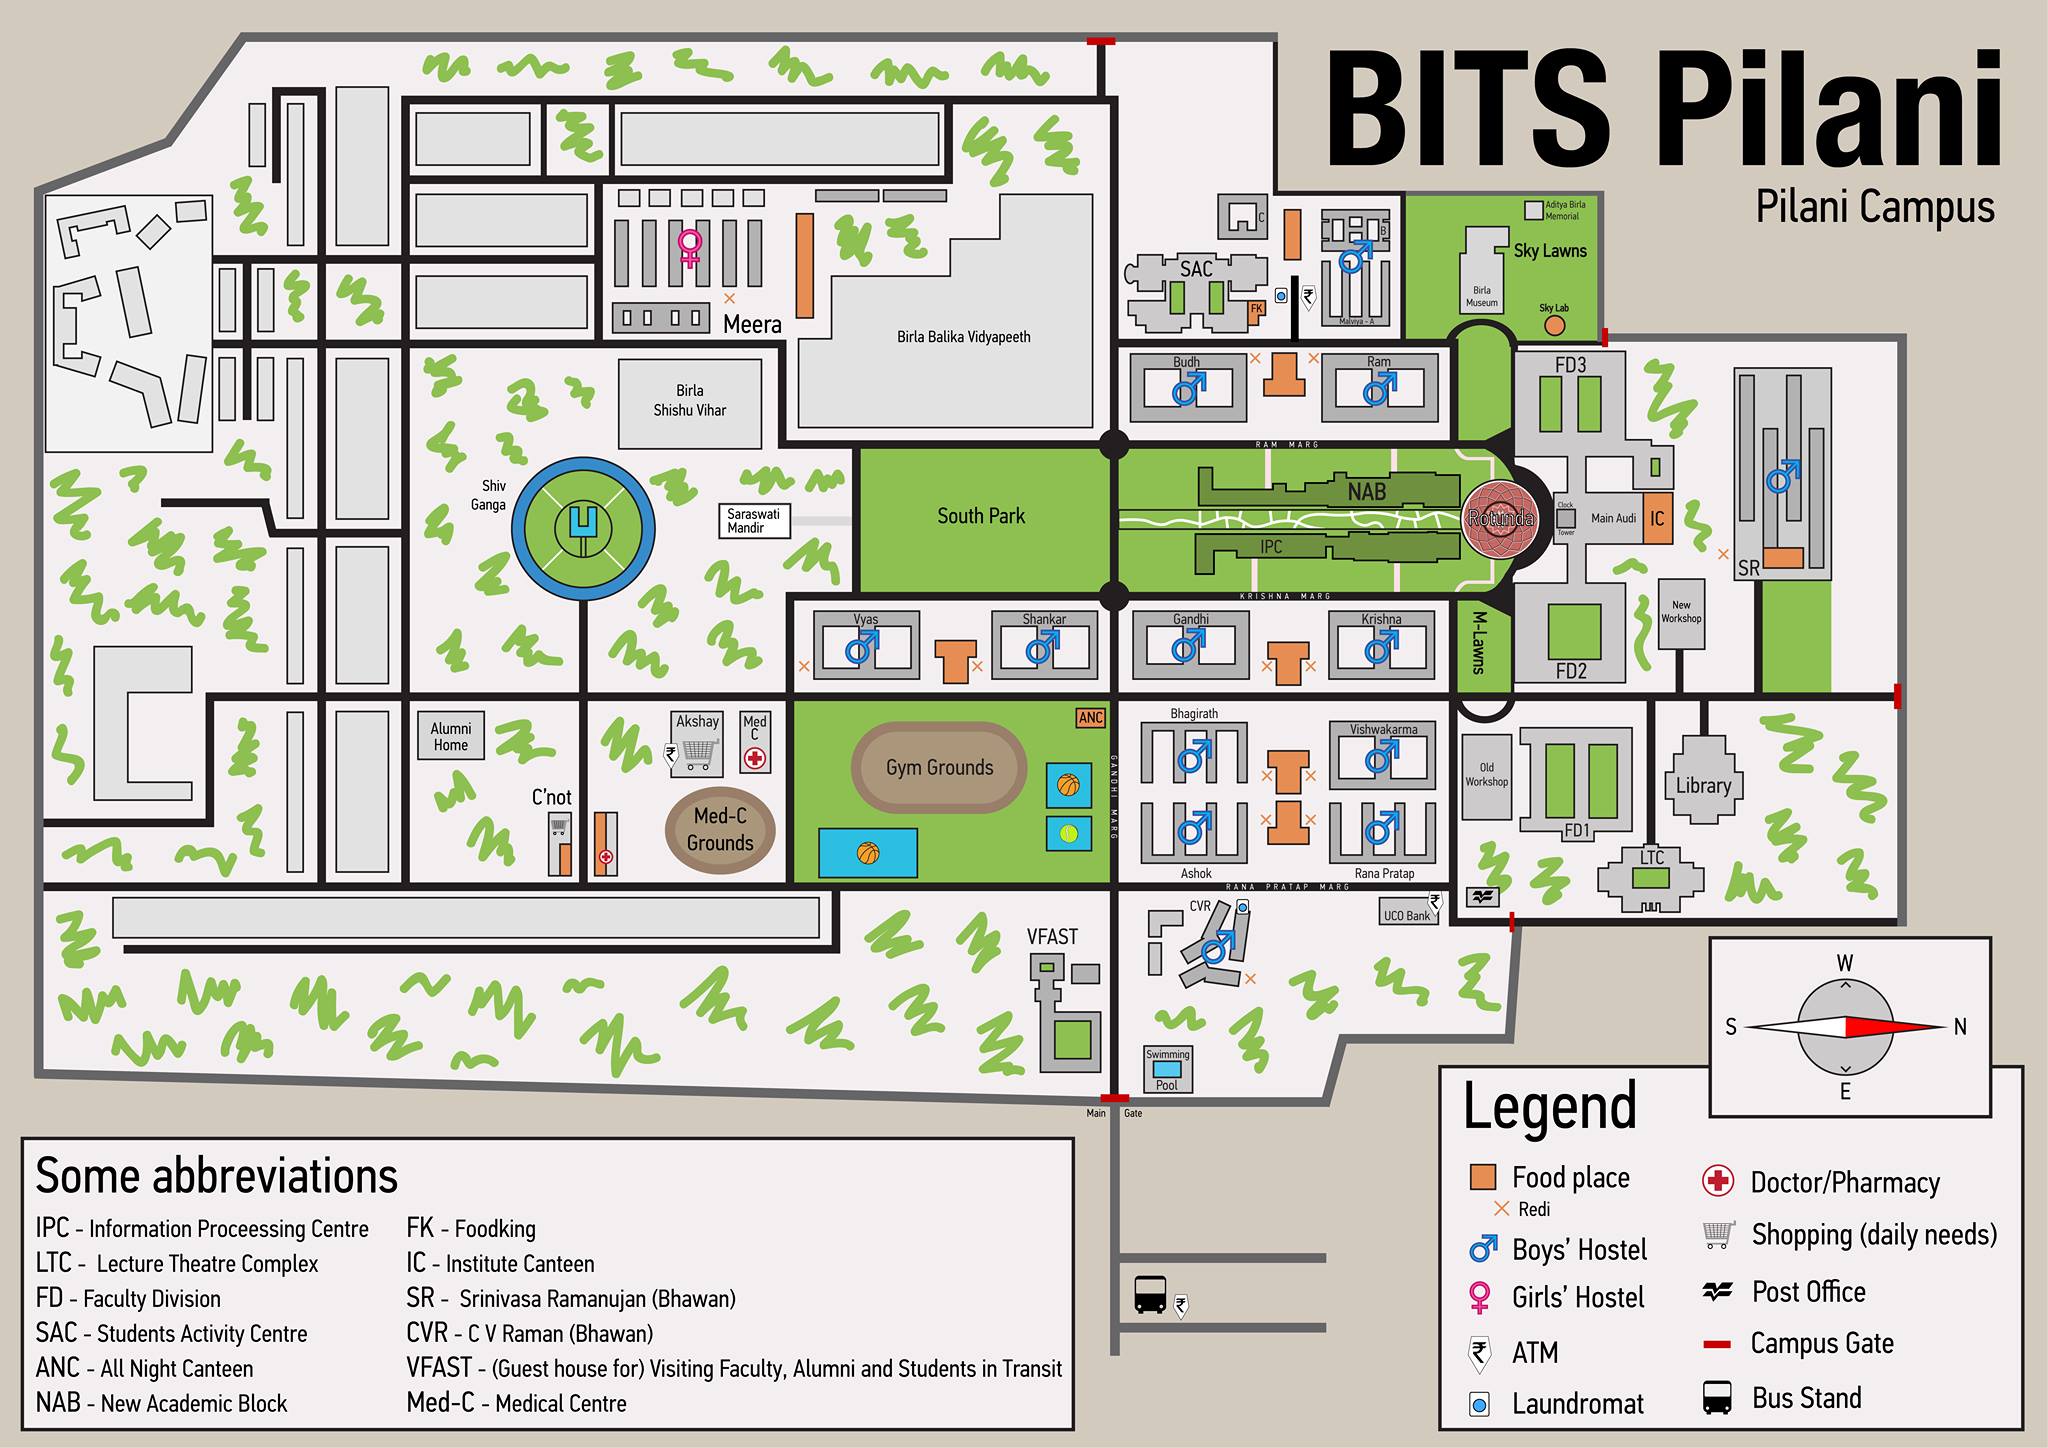 BITS Pilani
Pilani Campus
Aditya Birla
Memorial
Sky Lawns
Birla
Museum
Sky Lab
C
B
SAC
FK
Malviya - A
Meera
Birla Balika Vidyapeeth
Budh
Ram
FD3
Birla
Shishu Vihar
RAM MARG
Shiv
Ganga
Saraswati
Mandir
South Park
NAB
IPC
Rotunda
Clock
Tower
Main Audi
IC
SR
KRISHNA MARG
Vyas
Shankar
Gandhi
Krishna
M-Lawns
New
Workshop
FD2
Alumni
Home
Akshay
Med
C
ANC
Bhagirath
Vishwakarma
Gym Grounds
GANDHI MARG
Old
Workshop
Library
C'not
Med-C
Grounds
FD1
LTC
Ashok
Rana Pratap
RANA PRATAP MARG
CVR
UCO Bank
VFAST
Swimming
Pool
Main Gate
W
S N
E
Some abbreviations
IPC - Information Proceessing Centre
LTC - Lecture Theatre Complex
FD - Faculty Division
SAC - Students Activity Centre
ANC - All Night Canteen
NAB - New Academic Block
FK - Foodking
IC - Institute Canteen
SR - Srinivasa Ramanujan (Bhawan)
CVR - C V Raman (Bhawan)
VFAST - (Guest house for) Visiting Faculty, Alumni and Students in Transit
Med-C - Medical Centre
Legend
Food place
Redi
Boys' Hostel
Girls' Hostel
ATM
Laundromat
Doctor/Pharmacy
Shopping (daily needs)
Post Office
Campus Gate
Bus Stand